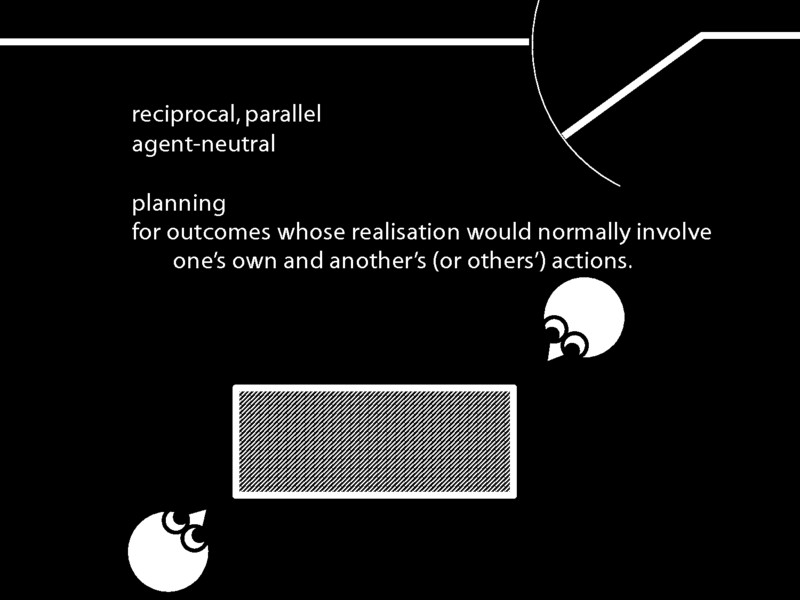 reciprocal, parallel
agent-neutral
planning
for outcomes whose realisation would normally involve
one’s own and another’s (or others’) actions.